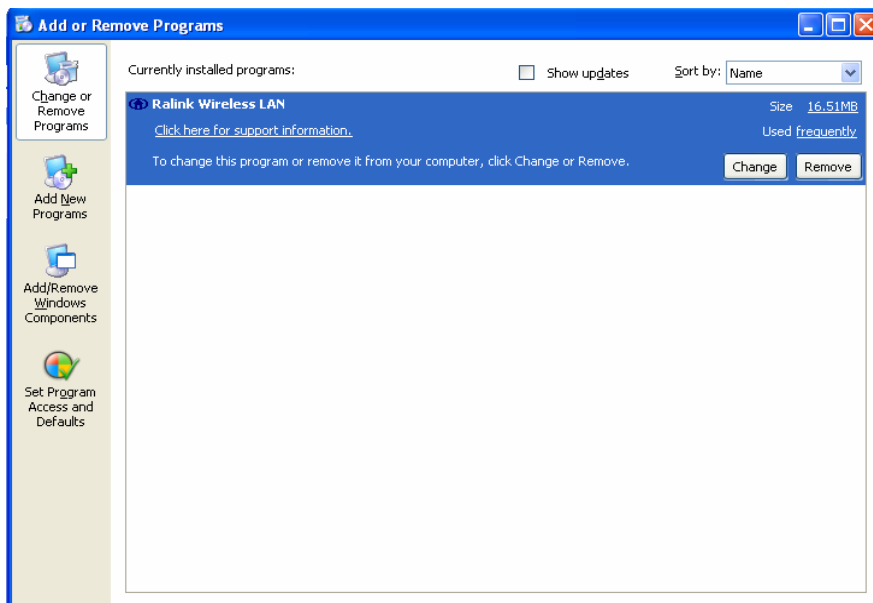 Add or Remove Programs
Change or
Remove
Programs
Add New
Programs
Add/Remove
Windows
Components
Set Program
Access and
Defaults
Currently installed programs:
Show updates
Sort by: Name
Ralink Wireless LAN
Size 16.51MB
Click here for support information.
Used frequently
To change this program or remove it from your computer, click Change or Remove.
Change Remove